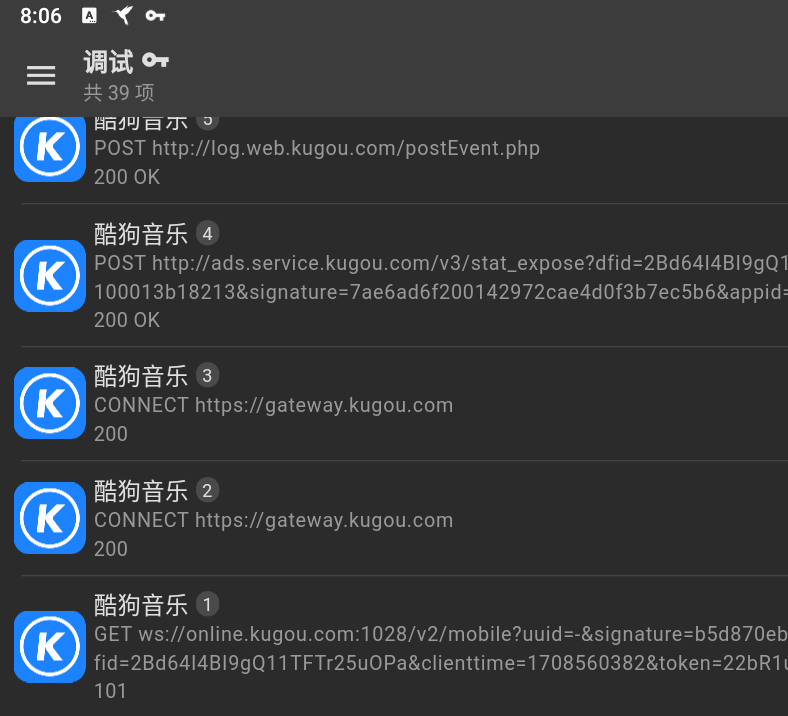 8:06
调试
共 39 项
酷狗音乐 5
POST http://log.web.kugou.com/postEvent.php
200 OK
酷狗音乐 4
POST http://ads.service.kugou.com/v3/stat_expose?dfid=2Bd64I4BI9gQ1
100013b18213&signature=7ae6ad6f200142972cae4d0f3b7ec5b6&appid=
200 OK
酷狗音乐 3
CONNECT https://gateway.kugou.com
200
酷狗音乐 2
CONNECT https://gateway.kugou.com
200
酷狗音乐 1
GET ws://online.kugou.com:1028/v2/mobile?uuid=-&signature=b5d870eb
fid=2Bd64I4BI9gQ11TFTr25uOPa&clienttime=1708560382&token=22bR1u
101